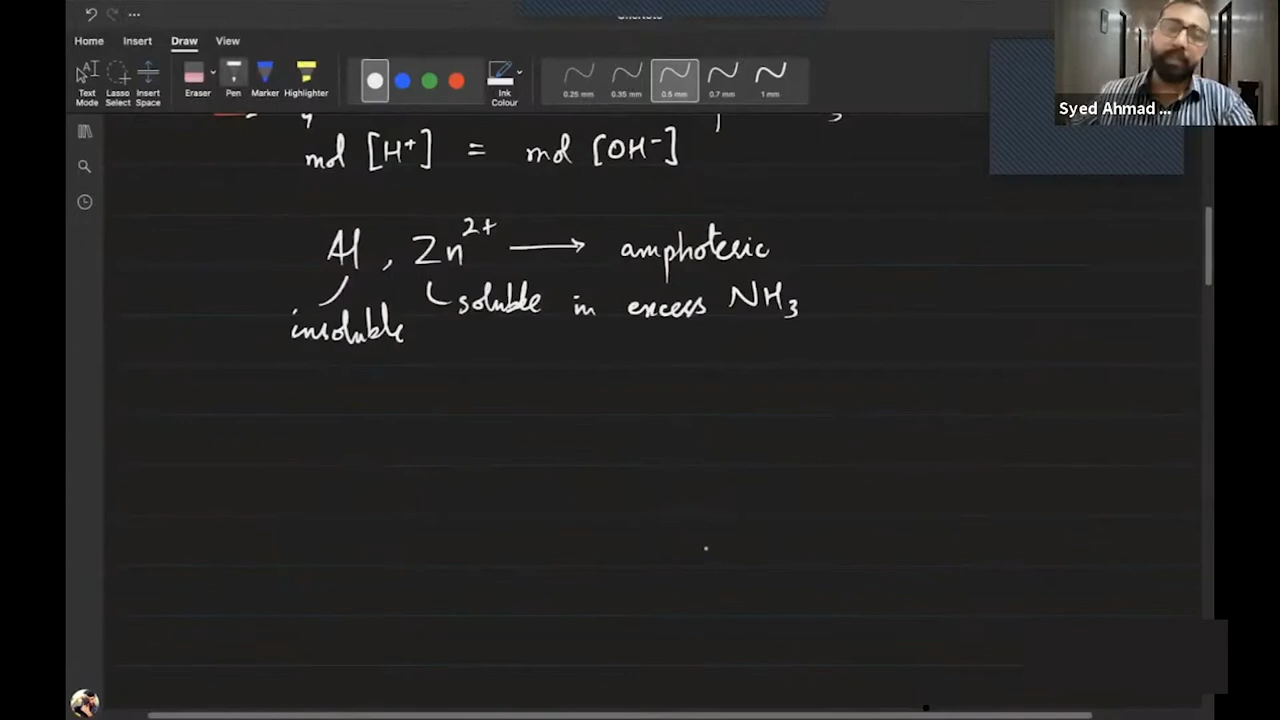 Home Insert Draw View
Text Mode Lasso Select Insert Space Eraser Pen Marker Highlighter Ink Colour 0.25 mm 0.35 mm 0.5 mm 0.7 mm 1 mm
Syed Ahmad ...
mol [H+] = mol [OH-]
Al , Zn²⁺ ⟶ amphoteric
soluble in excess NH₃
insoluble